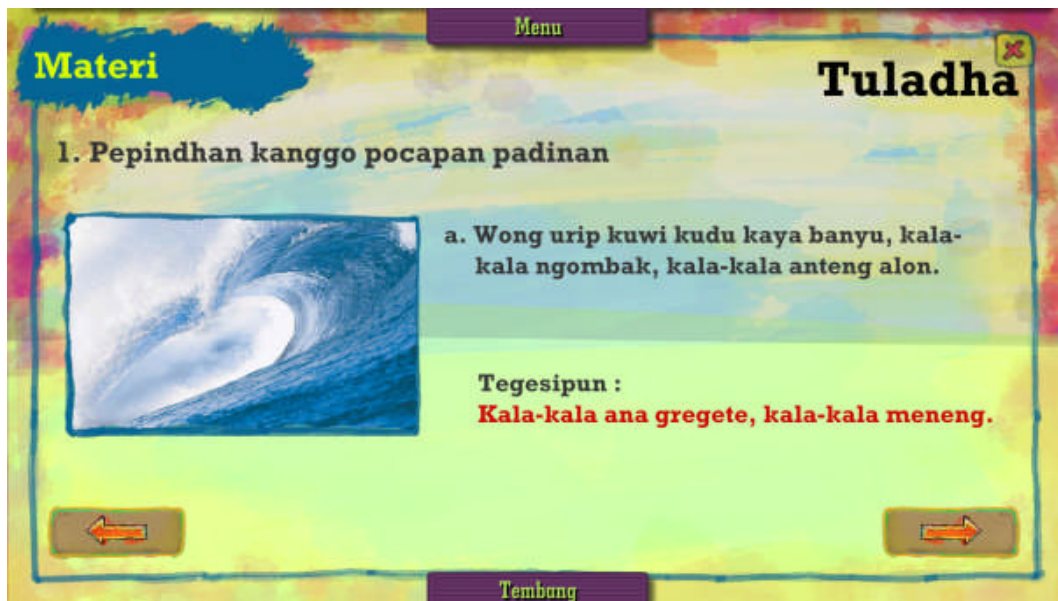 Menu
Materi
Tuladha
1. Pepindhan kanggo pocapan padinan
a. Wong urip kuwi kudu kaya banyu, kala-
kala ngombak, kala-kala anteng alon.
Tegesipun :
Kala-kala ana gregete, kala-kala meneng.
Tembang